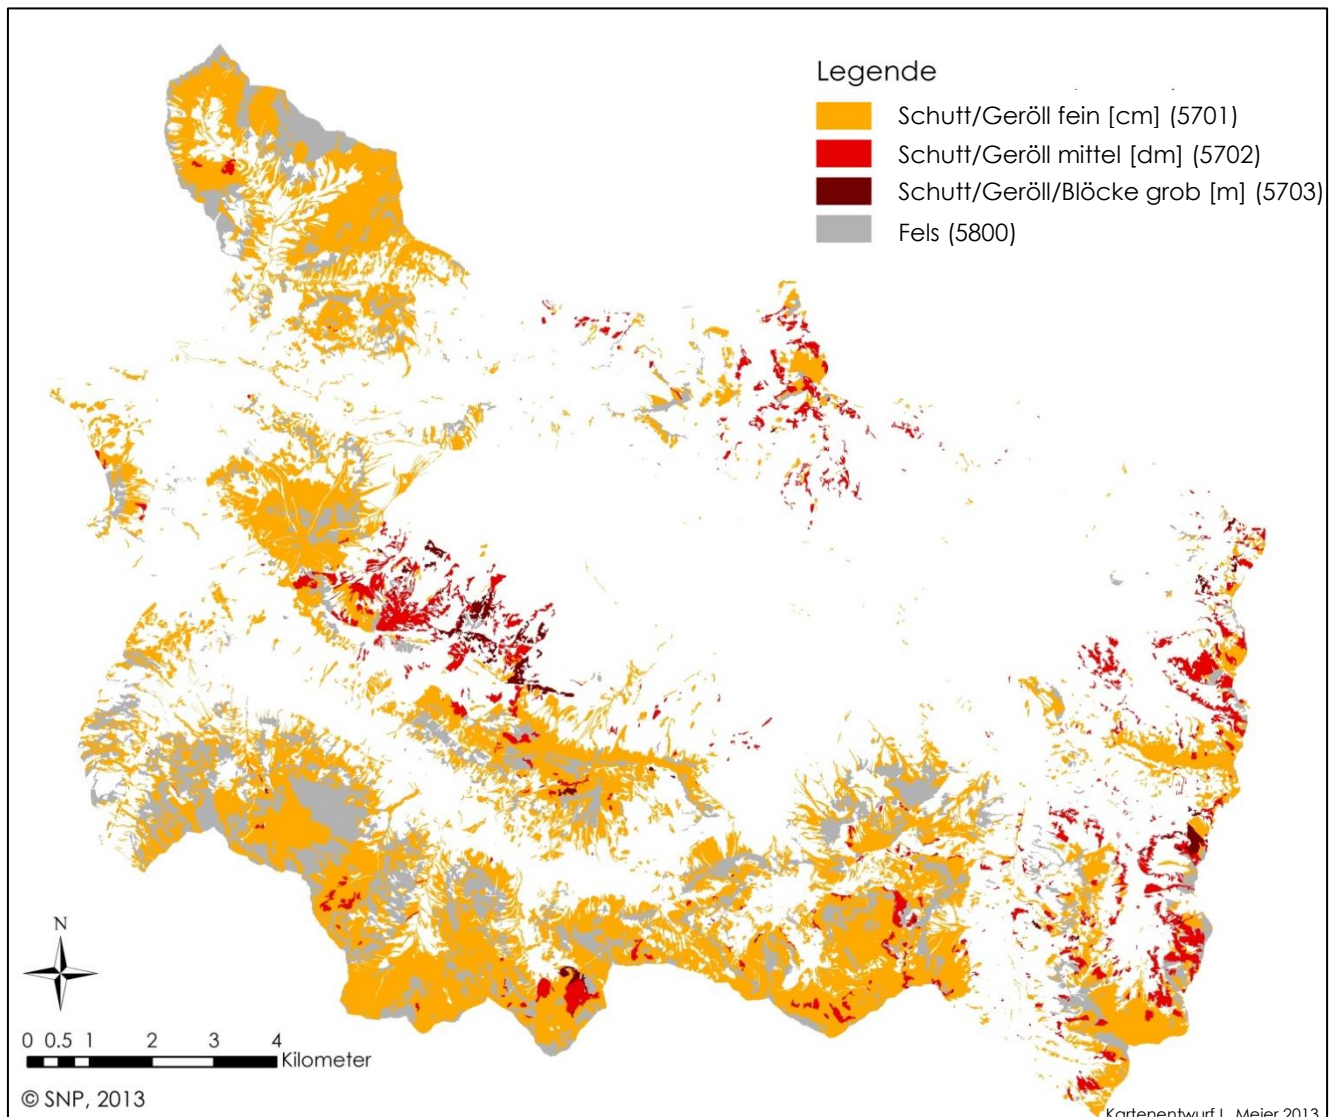 Legende
Schutt/Geröll fein [cm] (5701)
Schutt/Geröll mittel [dm] (5702)
Schutt/Geröll/Blöcke grob [m] (5703)
Fels (5800)
N
0 0.5 1 2 3 4
Kilometer
© SNP, 2013
Kartenentwurf L. Meier 2013